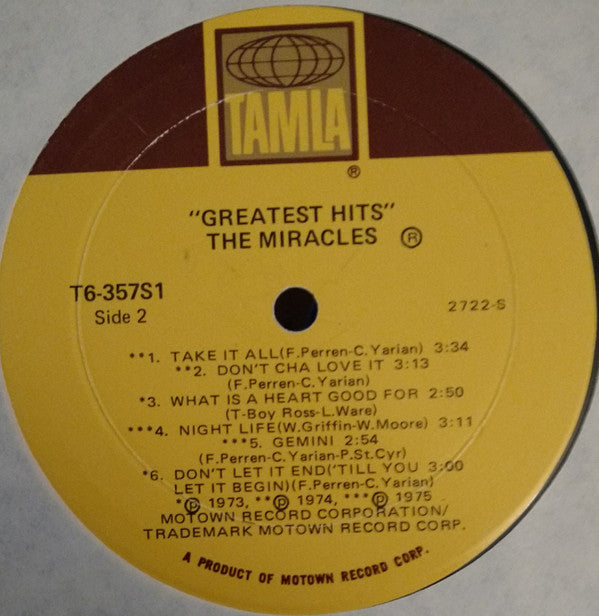 TAMLA
®
"GREATEST HITS"
THE MIRACLES ®
T6-357S1
2722-S
Side 2
**1. TAKE IT ALL(F.Perren-C.Yarian) 3:34
**2. DON'T CHA LOVE IT 3:13
(F.Perren-C.Yarian)
*3. WHAT IS A HEART GOOD FOR 2:50
(T-Boy Ross-L.Ware)
***4. NIGHT LIFE(W.Griffin-W.Moore) 3:11
***5. GEMINI 2:54
(F.Perren-C.Yarian-P.St.Cyr)
*6. DON'T LET IT END('TILL YOU 3:00
LET IT BEGIN)(F.Perren-C.Yarian)
*℗ 1973, **℗ 1974, ***℗ 1975
MOTOWN RECORD CORPORATION/
TRADEMARK MOTOWN RECORD CORP.
A PRODUCT OF MOTOWN RECORD CORP.